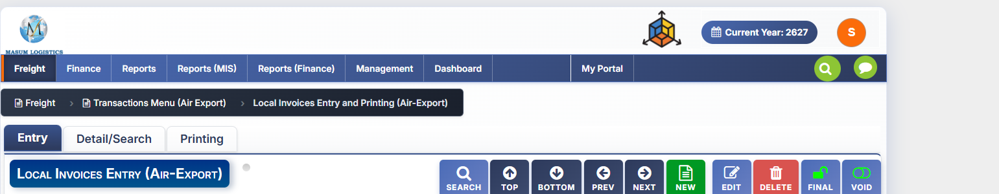 M
MASUM LOGISTICS
Current Year: 2627
S
Freight Finance Reports Reports (MIS) Reports (Finance) Management Dashboard My Portal
Freight › Transactions Menu (Air Export) › Local Invoices Entry and Printing (Air-Export)
Entry Detail/Search Printing
Local Invoices Entry (Air-Export)
SEARCH TOP BOTTOM PREV NEXT NEW EDIT DELETE FINAL VOID